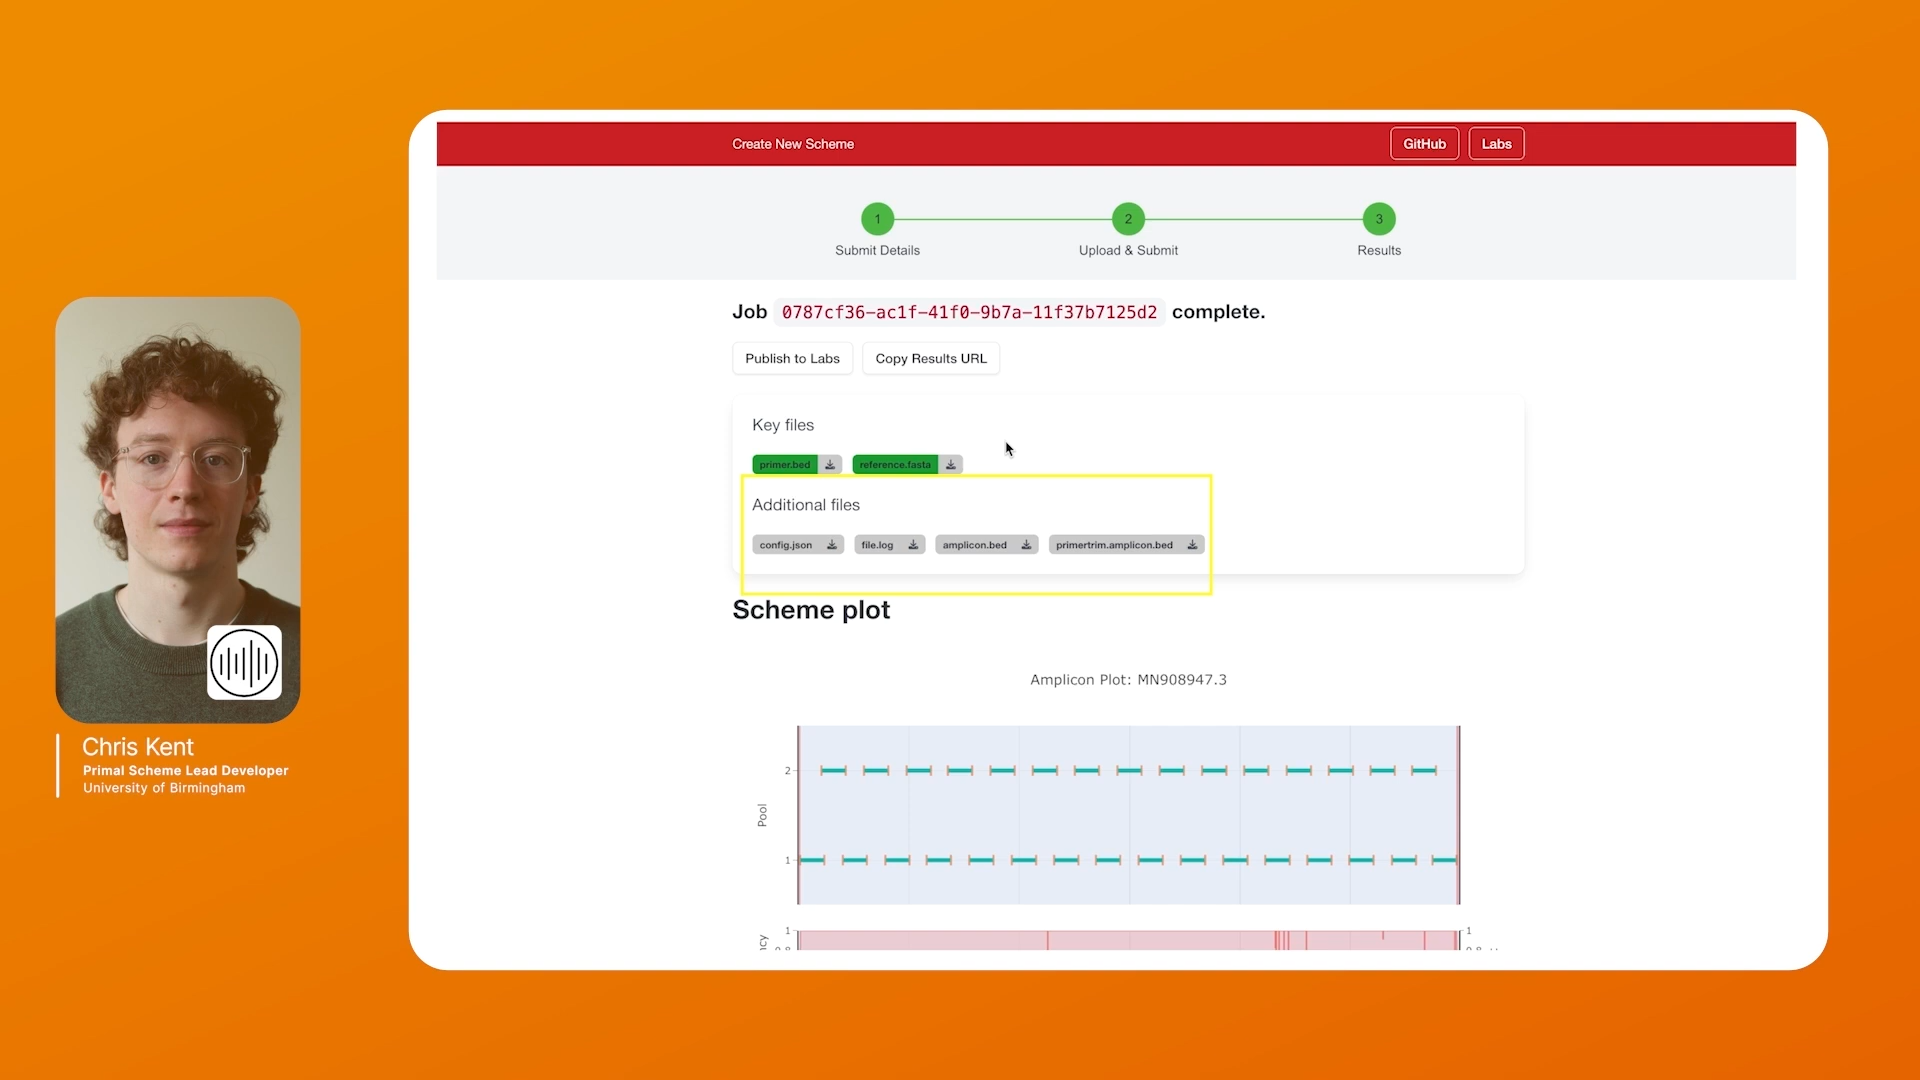 Create New Scheme
GitHub
Labs
1
2
3
Submit Details
Upload & Submit
Results
Job 0787cf36-ac1f-41f0-9b7a-11f37b7125d2 complete.
Publish to Labs
Copy Results URL
Key files
primer.bed
reference.fasta
Additional files
config.json
file.log
amplicon.bed
primertrim.amplicon.bed
Scheme plot
Amplicon Plot: MN908947.3
2
Pool
1
1
1
Chris Kent
Primal Scheme Lead Developer
University of Birmingham